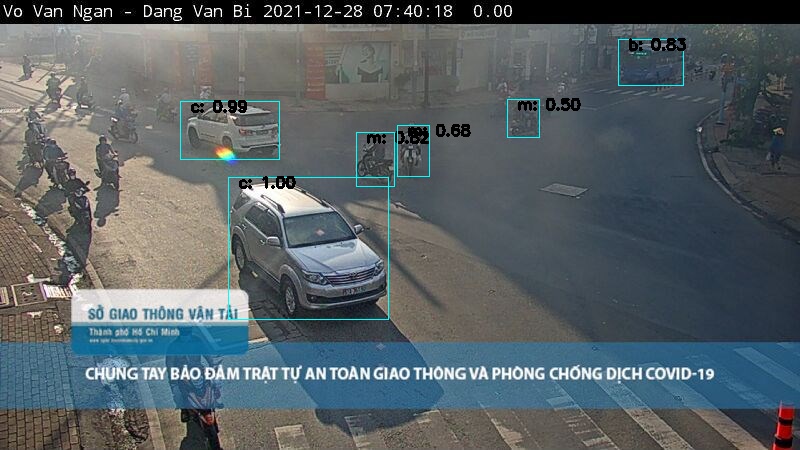 Vo Van Ngan - Dang Van Bi 2021-12-28 07:40:18 0.00
b: 0.83
c: 0.99
m: 0.50
m: 0.68
m: 0.82
c: 1.00
SỞ GIAO THÔNG VẬN TẢI
Thành phố Hồ Chí Minh
CHUNG TAY BẢO ĐẢM TRẬT TỰ AN TOÀN GIAO THÔNG VÀ PHÒNG CHỐNG DỊCH COVID-19